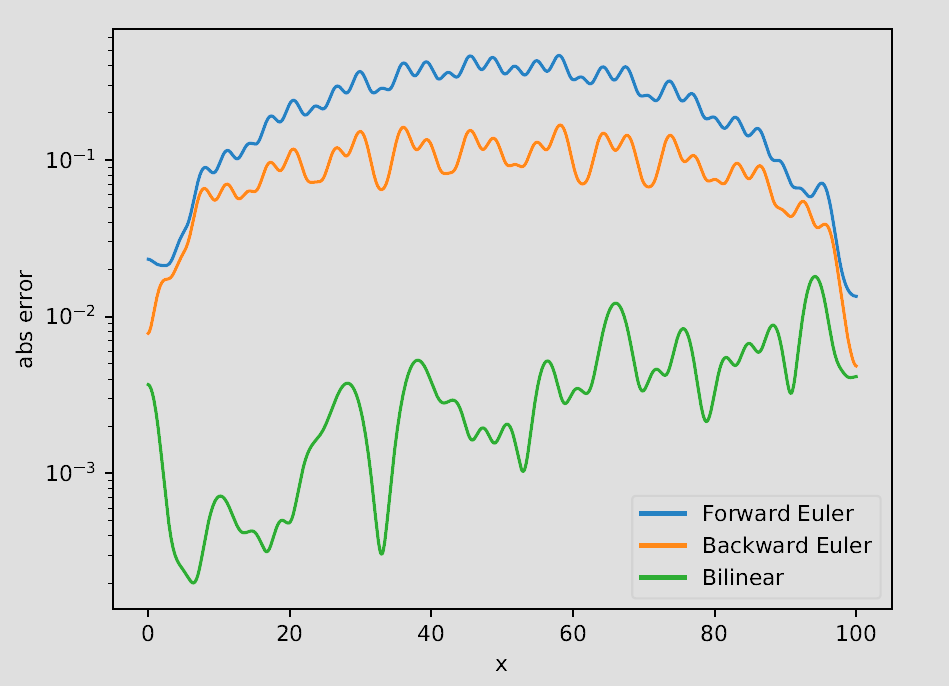 10⁻¹
10⁻²
10⁻³
abs error
0 20 40 60 80 100
x
Forward Euler
Backward Euler
Bilinear